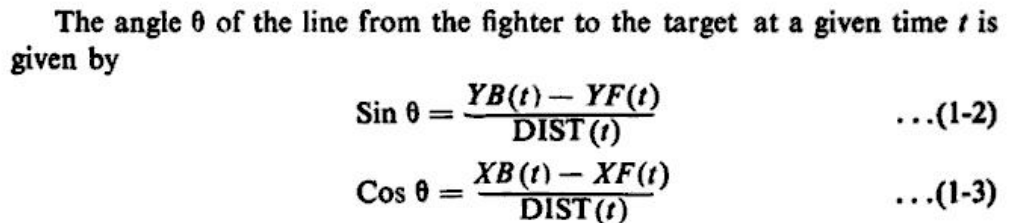 The angle θ of the line from the fighter to the target at a given time t is
given by
Sin θ = YB(t) — YF(t) / DIST (t) ...(1-2)
Cos θ = XB (t) — XF(t) / DIST (t) ...(1-3)